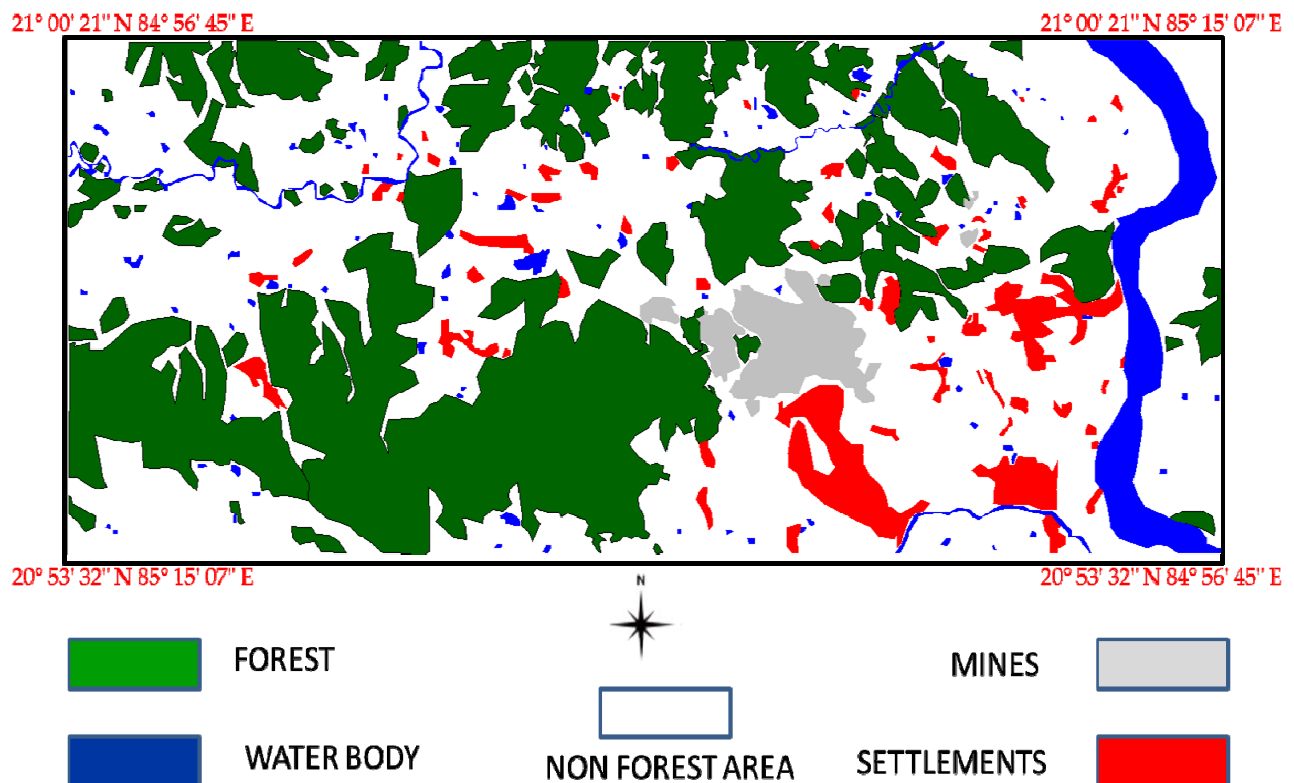 21° 00' 21" N 84° 56' 45" E
21° 00' 21" N 85° 15' 07" E
20° 53' 32" N 85° 15' 07" E
20° 53' 32" N 84° 56' 45" E
N
FOREST
MINES
WATER BODY
NON FOREST AREA
SETTLEMENTS